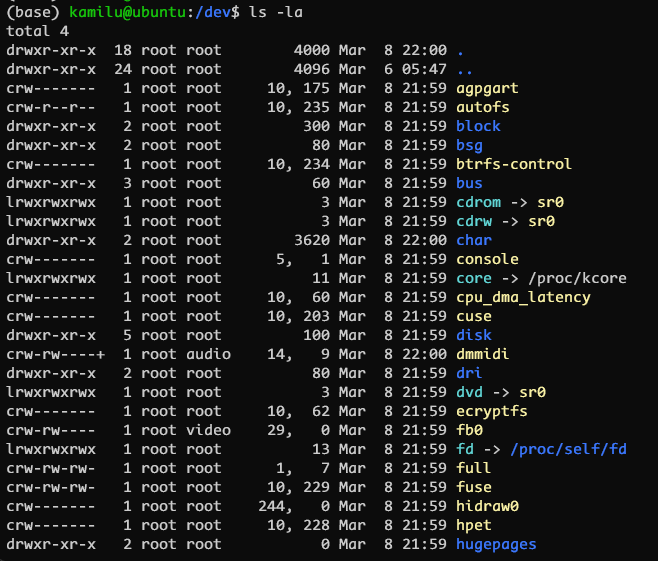 (base) kamilu@ubuntu:/dev$ ls -la
total 4
drwxr-xr-x  18 root root        4000 Mar  8 22:00 .
drwxr-xr-x  24 root root        4096 Mar  6 05:47 ..
crw-------   1 root root     10, 175 Mar  8 21:59 agpgart
crw-r--r--   1 root root     10, 235 Mar  8 21:59 autofs
drwxr-xr-x   2 root root         300 Mar  8 21:59 block
drwxr-xr-x   2 root root          80 Mar  8 21:59 bsg
crw-------   1 root root     10, 234 Mar  8 21:59 btrfs-control
drwxr-xr-x   3 root root          60 Mar  8 21:59 bus
lrwxrwxrwx   1 root root           3 Mar  8 21:59 cdrom -> sr0
lrwxrwxrwx   1 root root           3 Mar  8 21:59 cdrw -> sr0
drwxr-xr-x   2 root root        3620 Mar  8 22:00 char
crw-------   1 root root      5,   1 Mar  8 21:59 console
lrwxrwxrwx   1 root root          11 Mar  8 21:59 core -> /proc/kcore
crw-------   1 root root     10,  60 Mar  8 21:59 cpu_dma_latency
crw-------   1 root root     10, 203 Mar  8 21:59 cuse
drwxr-xr-x   5 root root         100 Mar  8 21:59 disk
crw-rw----+  1 root audio    14,   9 Mar  8 22:00 dmmidi
drwxr-xr-x   2 root root          80 Mar  8 21:59 dri
lrwxrwxrwx   1 root root           3 Mar  8 21:59 dvd -> sr0
crw-------   1 root root     10,  62 Mar  8 21:59 ecryptfs
crw-rw----   1 root video    29,   0 Mar  8 21:59 fb0
lrwxrwxrwx   1 root root          13 Mar  8 21:59 fd -> /proc/self/fd
crw-rw-rw-   1 root root      1,   7 Mar  8 21:59 full
crw-rw-rw-   1 root root     10, 229 Mar  8 21:59 fuse
crw-------   1 root root    244,   0 Mar  8 21:59 hidraw0
crw-------   1 root root     10, 228 Mar  8 21:59 hpet
drwxr-xr-x   2 root root           0 Mar  8 21:59 hugepages